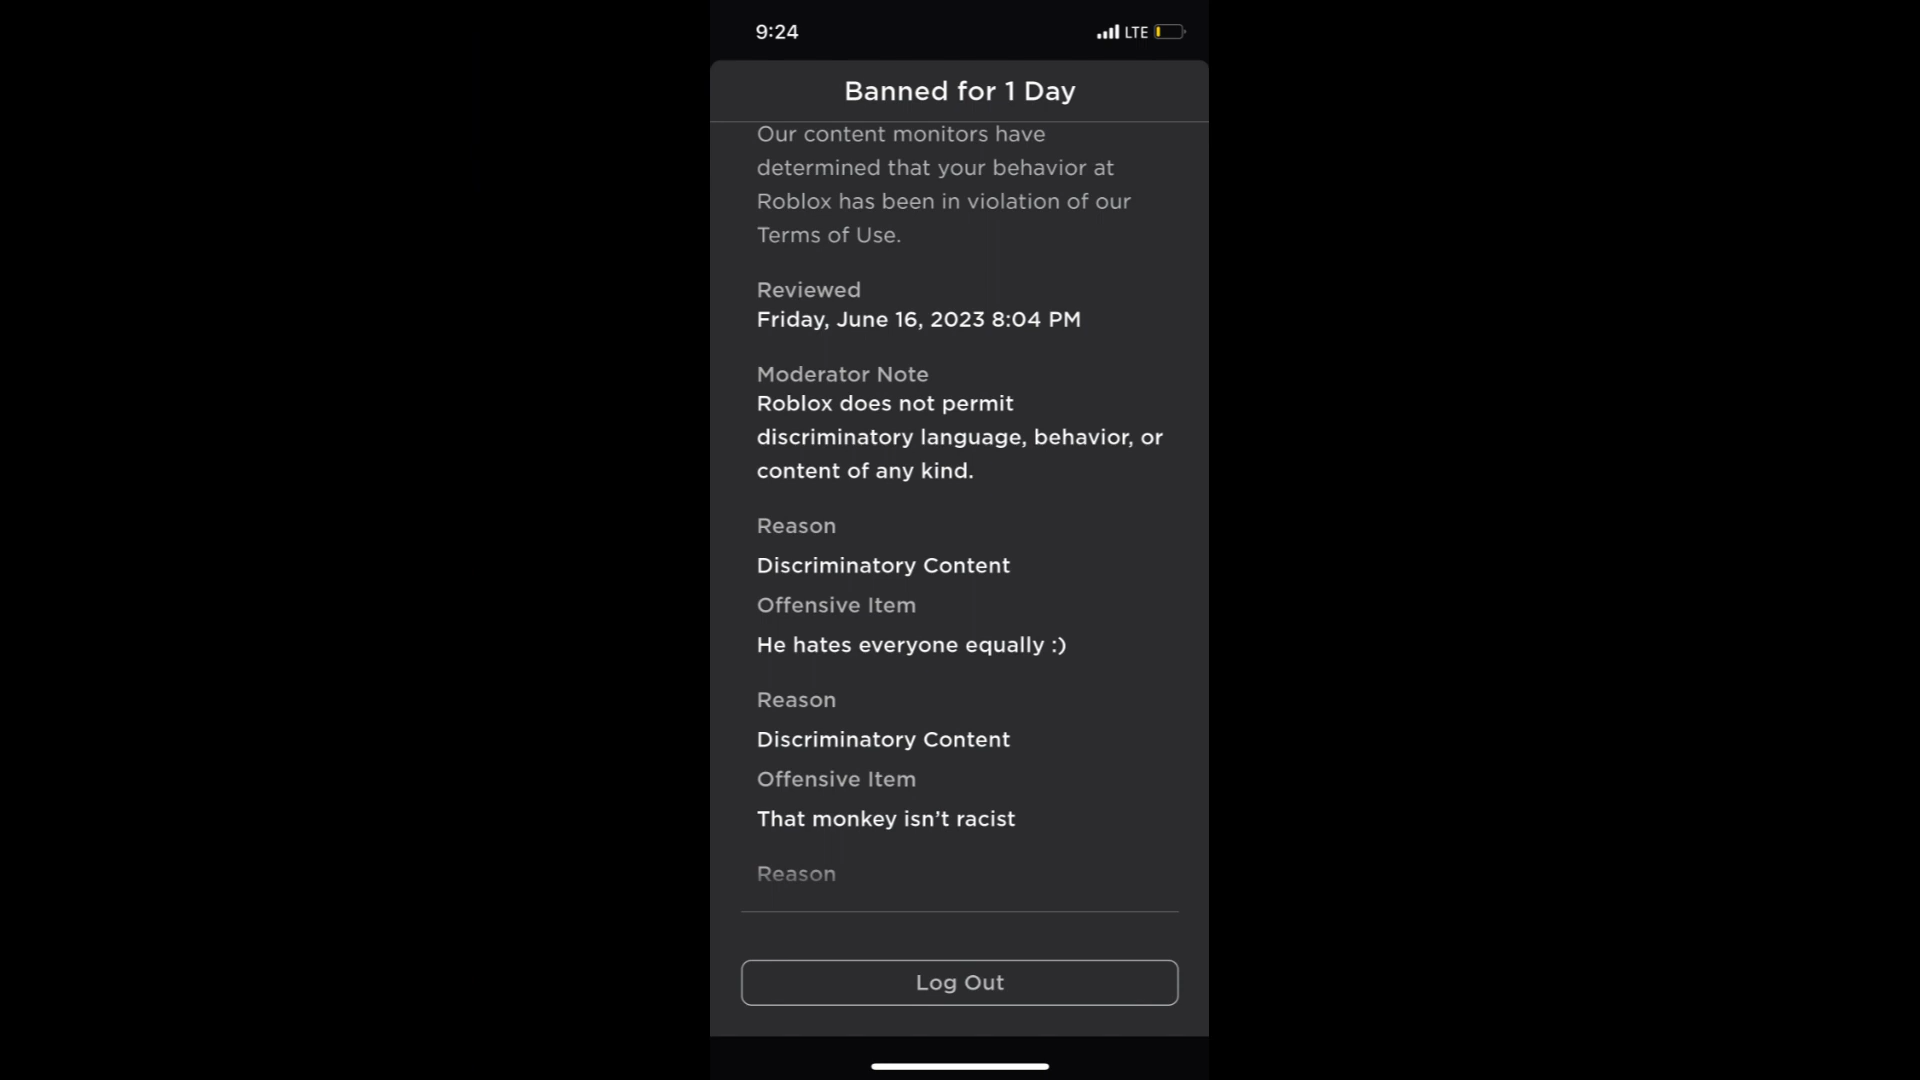 9:24
LTE
Banned for 1 Day
Our content monitors have
determined that your behavior at
Roblox has been in violation of our
Terms of Use.
Reviewed
Friday, June 16, 2023 8:04 PM
Moderator Note
Roblox does not permit
discriminatory language, behavior, or
content of any kind.
Reason
Discriminatory Content
Offensive Item
He hates everyone equally :)
Reason
Discriminatory Content
Offensive Item
That monkey isn’t racist
Reason
Log Out